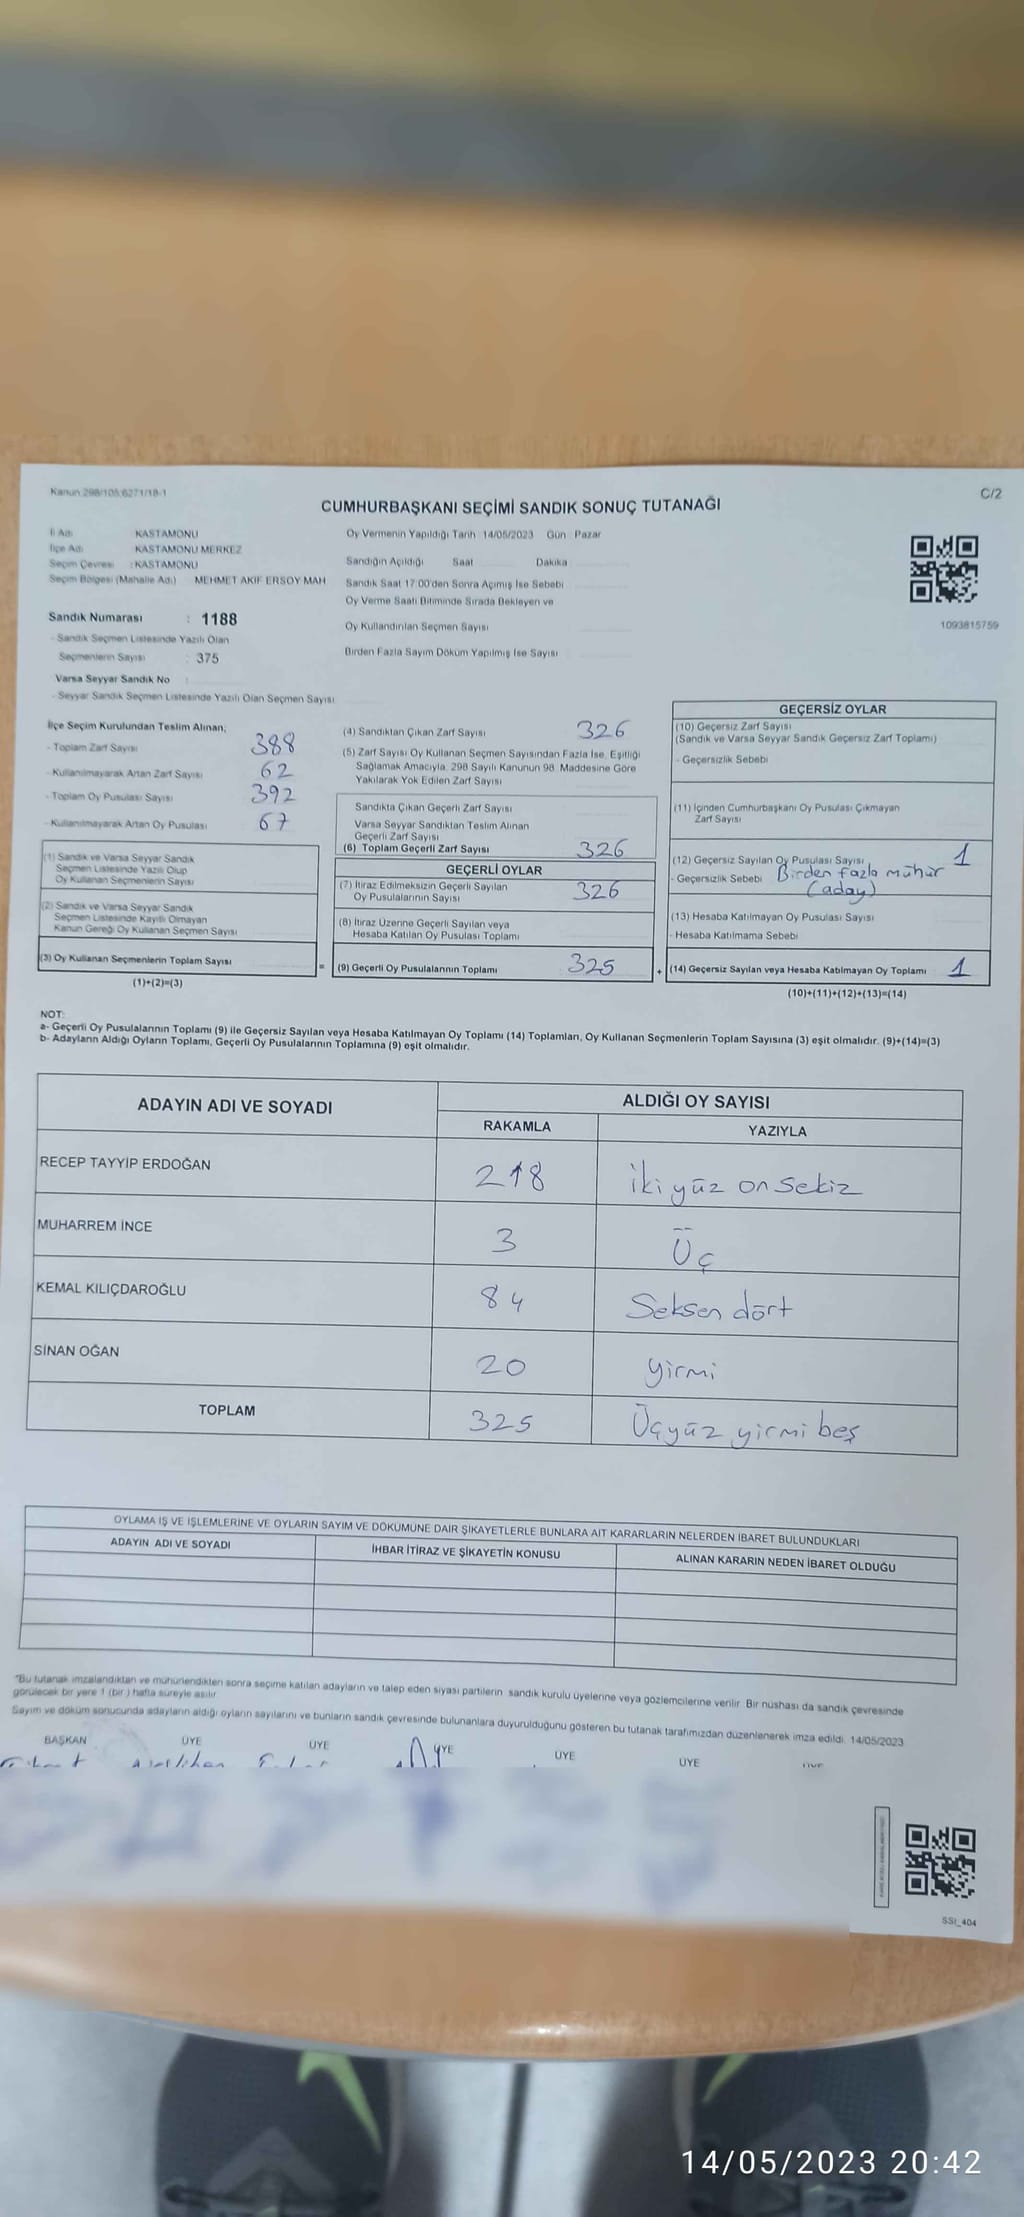 Kanun 298/105 6271/18-1
C/2
CUMHURBAŞKANI SEÇİMİ SANDIK SONUÇ TUTANAĞI
İl Adı KASTAMONU
İlçe Adı KASTAMONU MERKEZ
Seçim Çevresi : KASTAMONU
Seçim Bölgesi (Mahalle Adı) MEHMET AKİF ERSOY MAH
Sandık Numarası : 1188
- Sandık Seçmen Listesinde Yazılı Olan
Seçmenlerin Sayısı : 375
Varsa Seyyar Sandık No :
- Seyyar Sandık Seçmen Listesinde Yazılı Olan Seçmen Sayısı
Oy Vermenin Yapıldığı Tarih 14/05/2023 Gün Pazar
Sandığın Açıldığı Saat Dakika
Sandık Saat 17:00'den Sonra Açımış İse Sebebi
Oy Verme Saati Bitiminde Sırada Bekleyen ve
Oy Kullandırılan Seçmen Sayısı
Birden Fazla Sayım Döküm Yapılmış İse Sayısı
1093815759
İlçe Seçim Kurulundan Teslim Alınan;
- Toplam Zarf Sayısı 388
- Kullanılmayarak Artan Zarf Sayısı 62
- Toplam Oy Pusulası Sayısı 392
- Kullanılmayarak Artan Oy Pusulası 67
(1) Sandık ve Varsa Seyyar Sandık
Seçmen Listesinde Yazılı Olup
Oy Kullanan Seçmenlerin Sayısı
(2) Sandık ve Varsa Seyyar Sandık
Seçmen Listesinde Kayıtlı Olmayan
Kanun Gereği Oy Kullanan Seçmen Sayısı
(3) Oy Kullanan Seçmenlerin Toplam Sayısı =
(1)+(2)=(3)
(4) Sandıktan Çıkan Zarf Sayısı 326
(5) Zarf Sayısı Oy Kullanan Seçmen Sayısından Fazla İse, Eşitliği
Sağlamak Amacıyla, 298 Sayılı Kanunun 98. Maddesine Göre
Yakılarak Yok Edilen Zarf Sayısı
Sandıkta Çıkan Geçerli Zarf Sayısı
Varsa Seyyar Sandıktan Teslim Alınan
Geçerli Zarf Sayısı
(6) Toplam Geçerli Zarf Sayısı 326
GEÇERLİ OYLAR
(7) İtiraz Edilmeksizin Geçerli Sayılan
Oy Pusulalarının Sayısı 326
(8) İtiraz Üzerine Geçerli Sayılan veya
Hesaba Katılan Oy Pusulası Toplamı
(9) Geçerli Oy Pusulalarının Toplamı 325 +
GEÇERSİZ OYLAR
(10) Geçersiz Zarf Sayısı
(Sandık ve Varsa Seyyar Sandık Geçersiz Zarf Toplamı)
- Geçersizlik Sebebi
(11) İçinden Cumhurbaşkanı Oy Pusulası Çıkmayan
Zarf Sayısı
(12) Geçersiz Sayılan Oy Pusulası Sayısı 1
- Geçersizlik Sebebi Birden fazla mühür
(aday)
(13) Hesaba Katılmayan Oy Pusulası Sayısı
- Hesaba Katılmama Sebebi
(14) Geçersiz Sayılan veya Hesaba Katılmayan Oy Toplamı 1
(10)+(11)+(12)+(13)=(14)
NOT:
a- Geçerli Oy Pusulalarının Toplamı (9) ile Geçersiz Sayılan veya Hesaba Katılmayan Oy Toplamı (14) Toplamları, Oy Kullanan Seçmenlerin Toplam Sayısına (3) eşit olmalıdır. (9)+(14)=(3)
b- Adayların Aldığı Oyların Toplamı, Geçerli Oy Pusulalarının Toplamına (9) eşit olmalıdır.
ADAYIN ADI VE SOYADI ALDIĞI OY SAYISI
RAKAMLA YAZIYLA
RECEP TAYYİP ERDOĞAN 218 iki yüz on sekiz
MUHARREM İNCE 3 Üç
KEMAL KILIÇDAROĞLU 84 Seksen dört
SİNAN OĞAN 20 yirmi
TOPLAM 325 Üçyüz yirmi beş
OYLAMA İŞ VE İŞLEMLERİNE VE OYLARIN SAYIM VE DÖKÜMÜNE DAİR ŞİKAYETLERLE BUNLARA AİT KARARLARIN NELERDEN İBARET BULUNDUKLARI
ADAYIN ADI VE SOYADI İHBAR İTİRAZ VE ŞİKAYETİN KONUSU ALINAN KARARIN NEDEN İBARET OLDUĞU
"Bu tutanak imzalandıktan ve mühürlendikten sonra seçime katılan adayların ve talep eden siyasi partilerin sandık kurulu üyelerine veya gözlemcilerine verilir. Bir nüshası da sandık çevresinde
görülecek bir yere 1 (bir ) hafta süreyle asılır
Sayım ve döküm sonucunda adayların aldığı oyların sayılarını ve bunların sandık çevresinde bulunanlara duyurulduğunu gösteren bu tutanak tarafımızdan düzenlenerek imza edildi. 14/05/2023
BAŞKAN ÜYE ÜYE ÜYE ÜYE ÜYE ÜYE
SSİ_404
14/05/2023 20:42